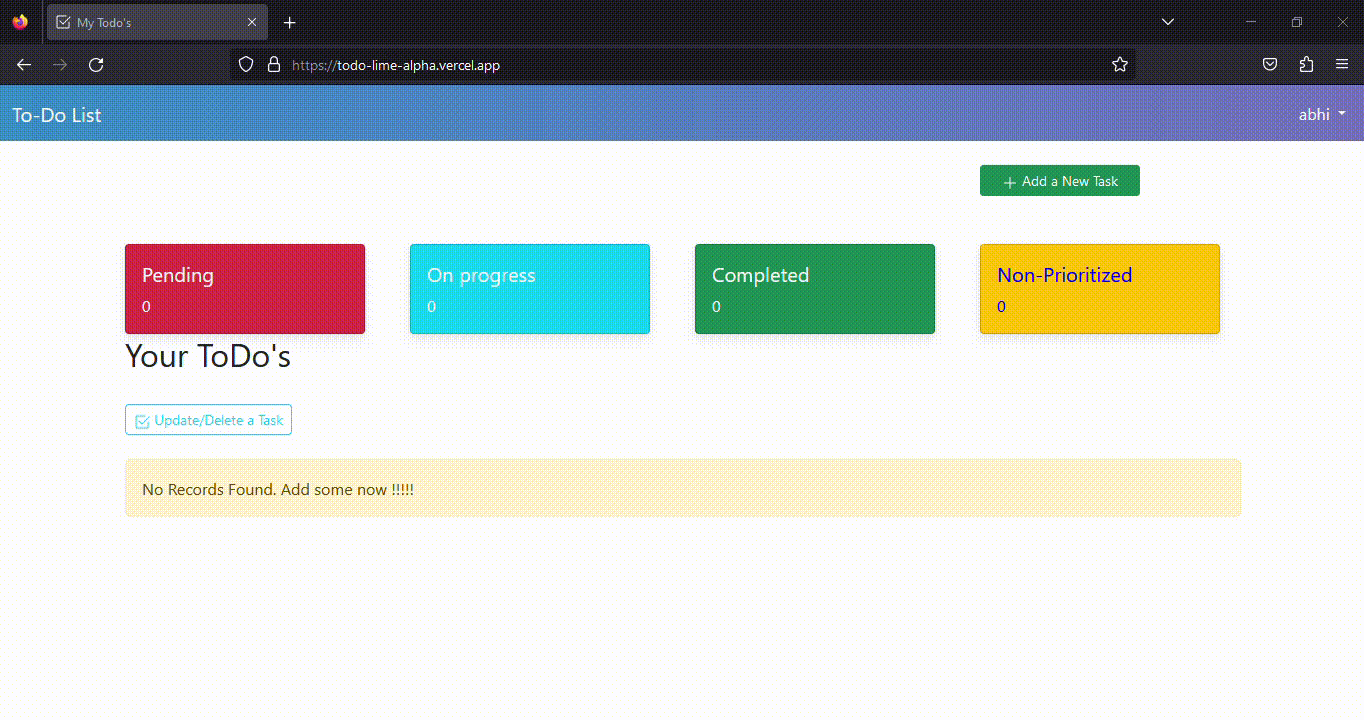 My Todo's
https://todo-lime-alpha.vercel.app
To-Do List
abhi
Add a New Task
Pending
0
On progress
0
Completed
0
Non-Prioritized
0
Your ToDo's
Update/Delete a Task
No Records Found. Add some now !!!!!